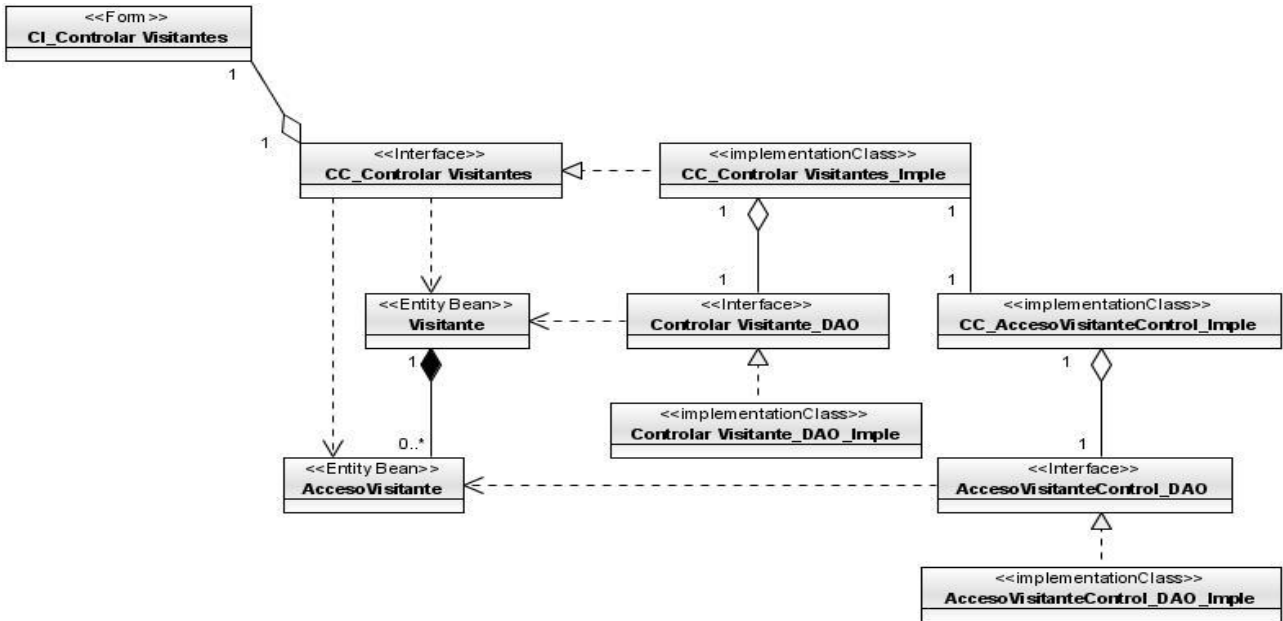 <<Form>>
CI_Controlar Visitantes
1
1
<<Interface>>
CC_Controlar Visitantes
<<implementationClass>>
CC_Controlar Visitantes_Imple
1
1
1
1
<<Entity Bean>>
Visitante
<<Interface>>
Controlar Visitante_DAO
<<implementationClass>>
CC_AccesoVisitanteControl_Imple
1
1
<<implementationClass>>
Controlar Visitante_DAO_Imple
0..*
1
<<Entity Bean>>
AccesoVisitante
<<Interface>>
AccesoVisitanteControl_DAO
<<implementationClass>>
AccesoVisitanteControl_DAO_Imple